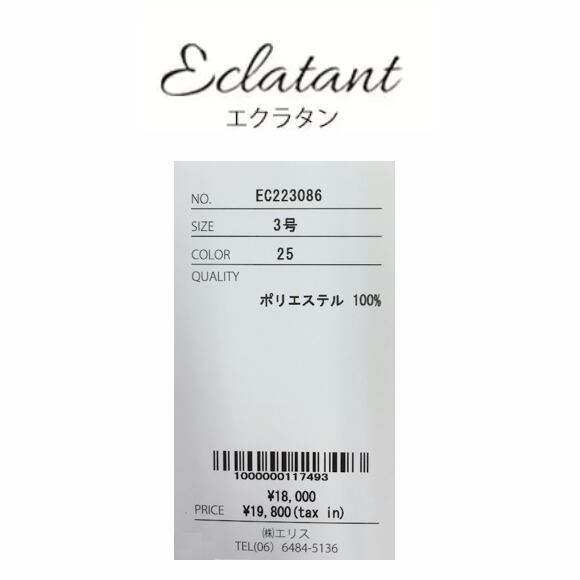 Eclatant
エクラタン
NO. EC223086
SIZE 3号
COLOR 25
QUALITY
ポリエステル 100%
1000000117493
¥18,000
PRICE ¥19,800(tax in)
㈱エリス
TEL(06) 6484-5136